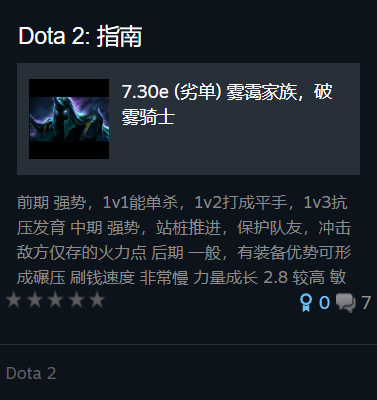 Dota 2: 指南
7.30e (劣单) 雾霭家族，破
雾骑士
前期 强势，1v1能单杀，1v2打成平手，1v3抗
压发育 中期 强势，站桩推进，保护队友，冲击
敌方仅存的火力点 后期 一般，有装备优势可形
成碾压 刷钱速度 非常慢 力量成长 2.8 较高 敏
0
7
Dota 2